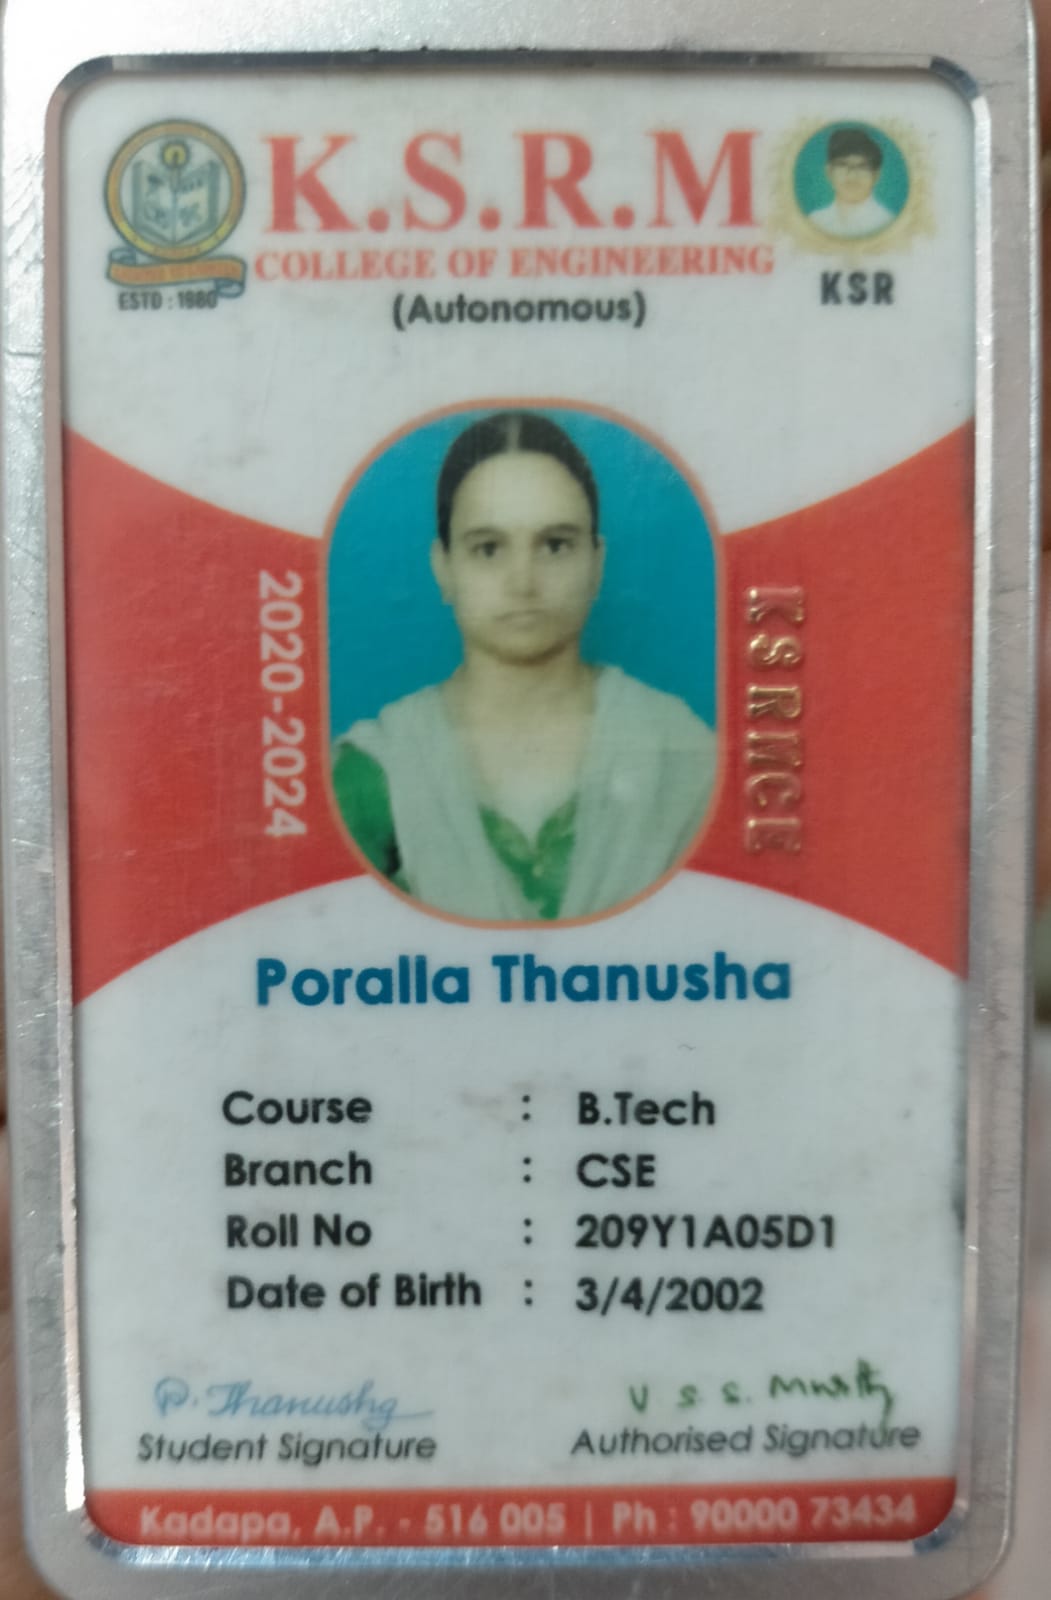 K.S.R.M
COLLEGE OF ENGINEERING
(Autonomous)
ESTD : 1980
KSR
2020-2024
KSRMCE
Poralla Thanusha
Course : B.Tech
Branch : CSE
Roll No : 209Y1A05D1
Date of Birth : 3/4/2002
P. Thanusha
Student Signature
V S. S. Murthy
Authorised Signature
Kadapa, A.P. - 516 005 | Ph : 90000 73434